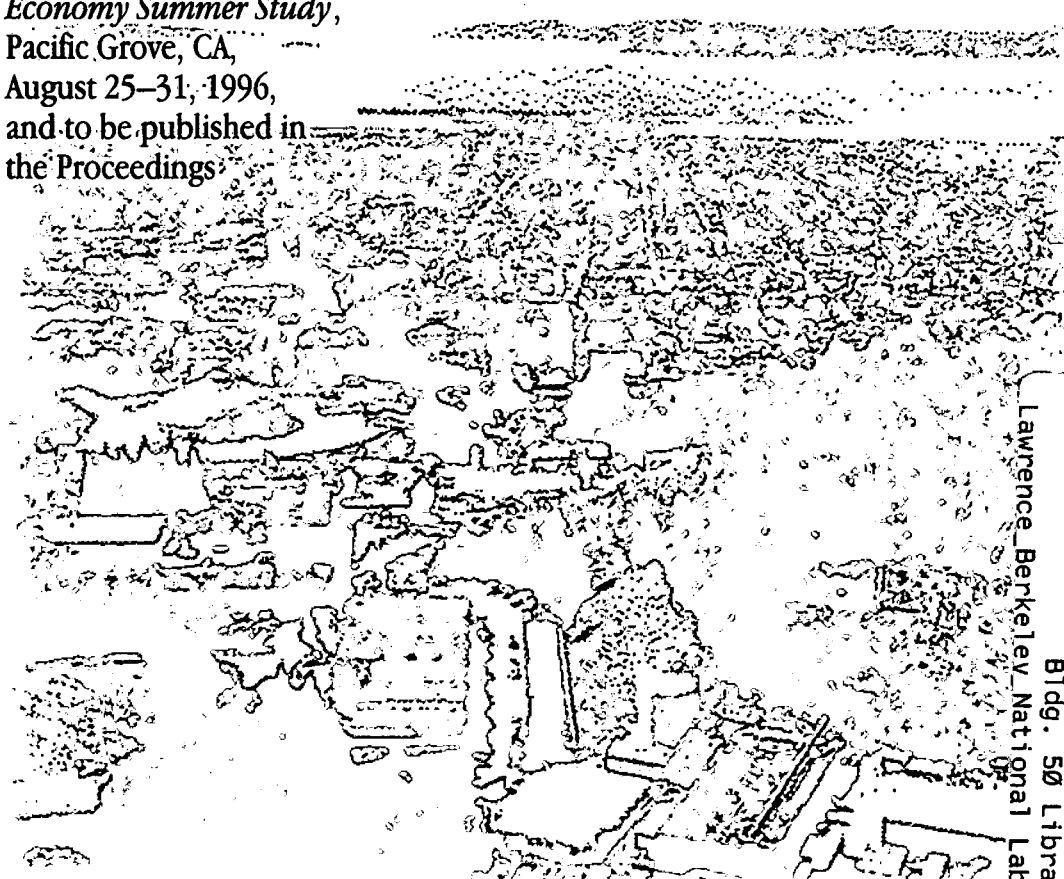 Economy Summer Study,
Pacific Grove, CA,
August 25–31, 1996,
and to be published in
the Proceedings
Bldg. 50 Libra
Lawrence Berkeley National Lab